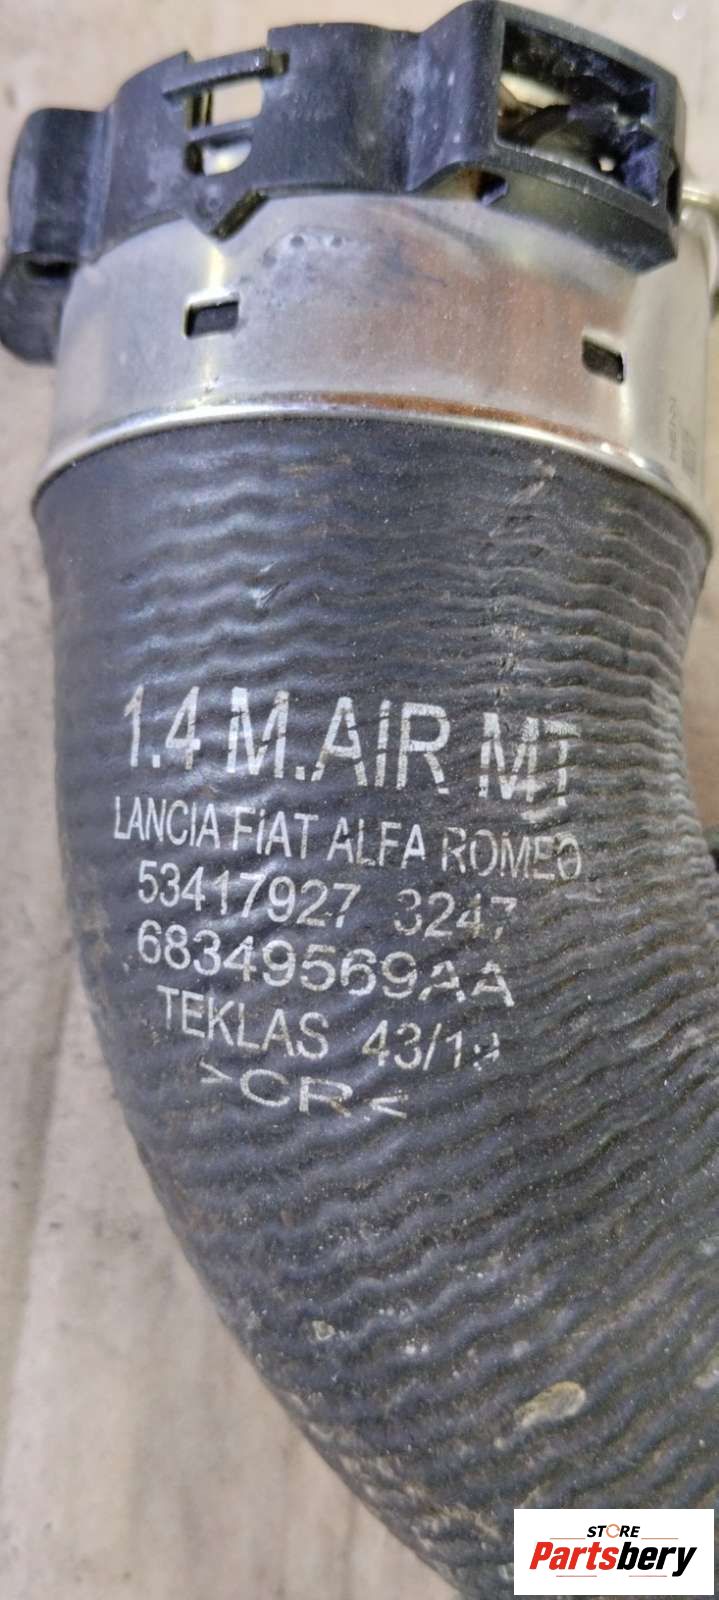 1.4 M.AIR MT
LANCIA FiAT ALFA ROMEO
53417927 3247
68349569AA
TEKLAS
>CR<
STORE
Partsbery